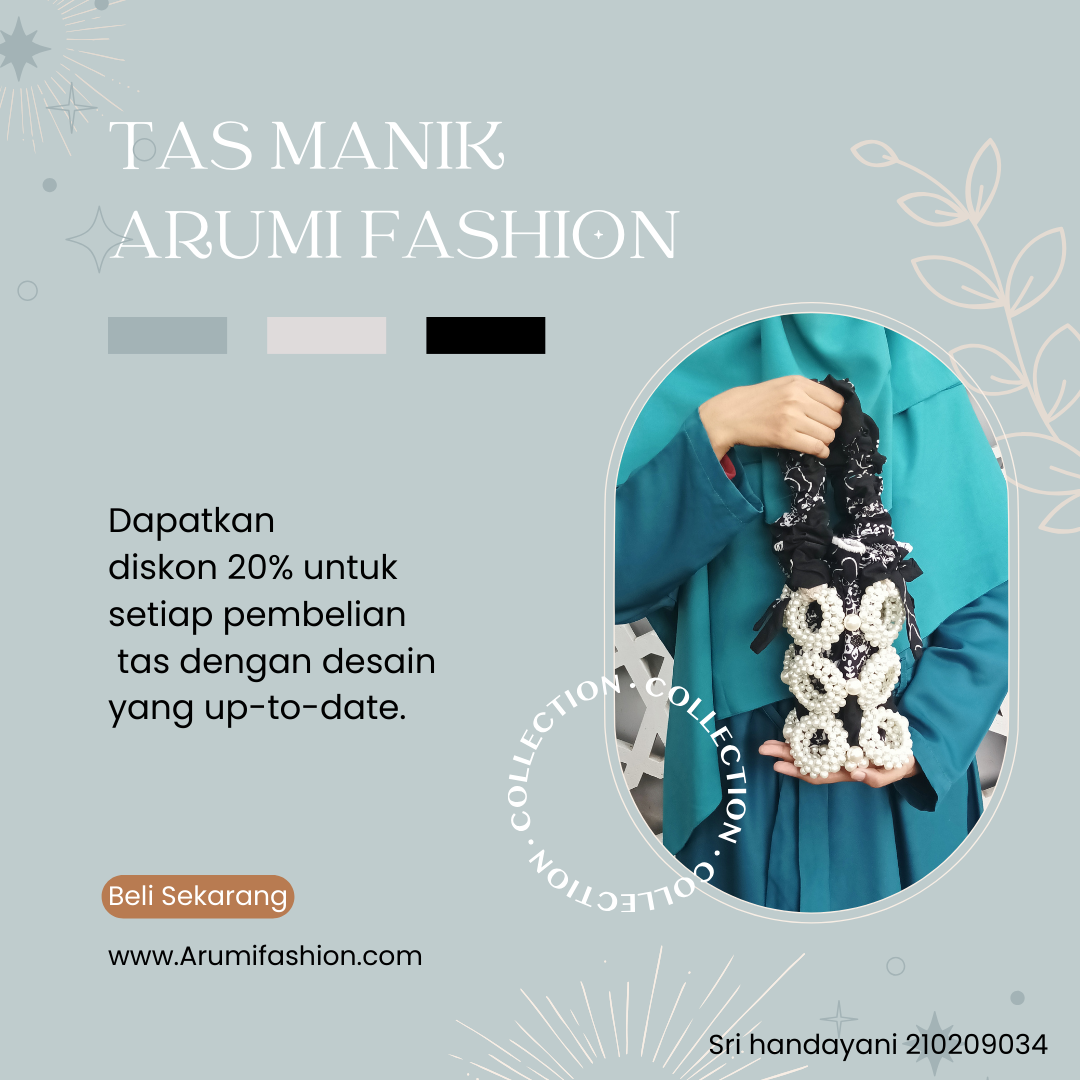 TAS MANIK
ARUMI FASHION
Dapatkan
diskon 20% untuk
setiap pembelian
tas dengan desain
yang up-to-date.
COLLECTION · COLLECTION · COLLECTION ·
Beli Sekarang
www.Arumifashion.com
Sri handayani 210209034